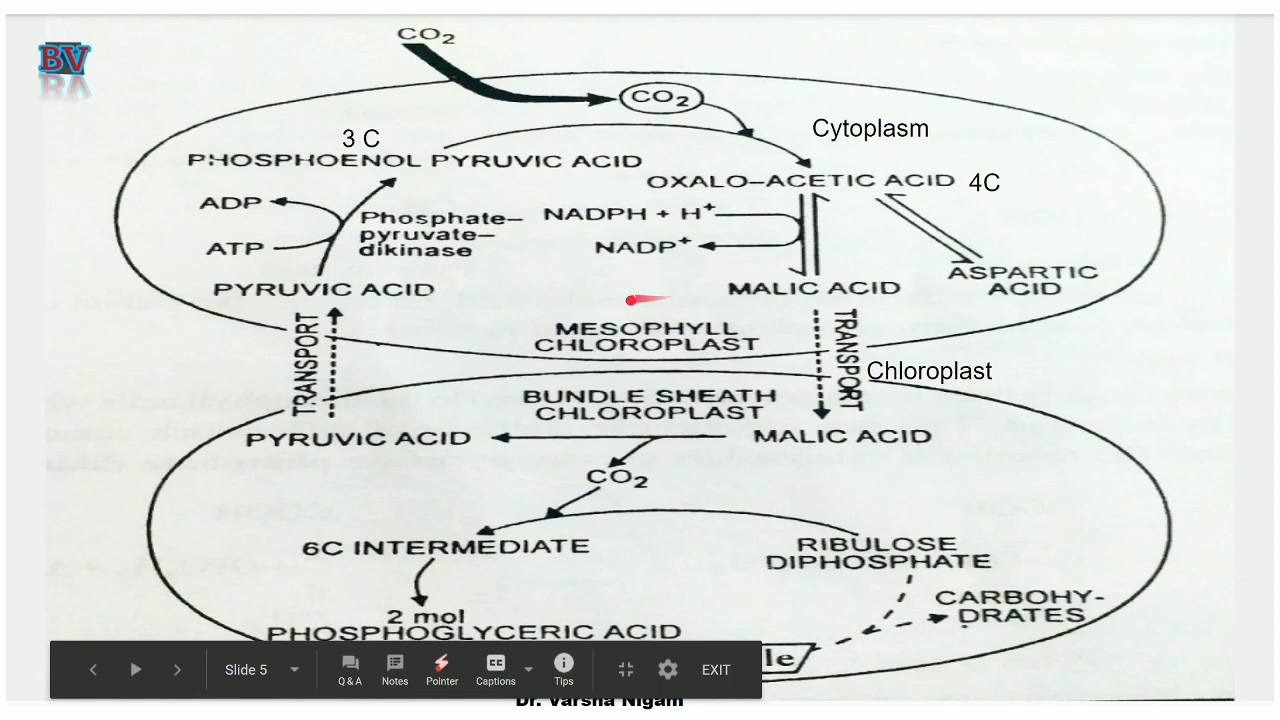 BV
CO2
CO2
Cytoplasm
3 C
PHOSPHOENOL PYRUVIC ACID
OXALO-ACETIC ACID 4C
ADP
ATP
Phosphate-
pyruvate-
dikinase
NADPH + H+
NADP+
PYRUVIC ACID
MALIC ACID
ASPARTIC
ACID
MESOPHYLL
CHLOROPLAST
TRANSPORT
TRANSPORT
Chloroplast
BUNDLE SHEATH
CHLOROPLAST
PYRUVIC ACID
MALIC ACID
CO2
6C INTERMEDIATE
RIBULOSE
DIPHOSPHATE
2 mol
PHOSPHOGLYCERIC ACID
CARBOHY-
DRATES
Slide 5
Q & A
Notes
Pointer
Captions
Tips
EXIT
Dr. Varsha Nigam